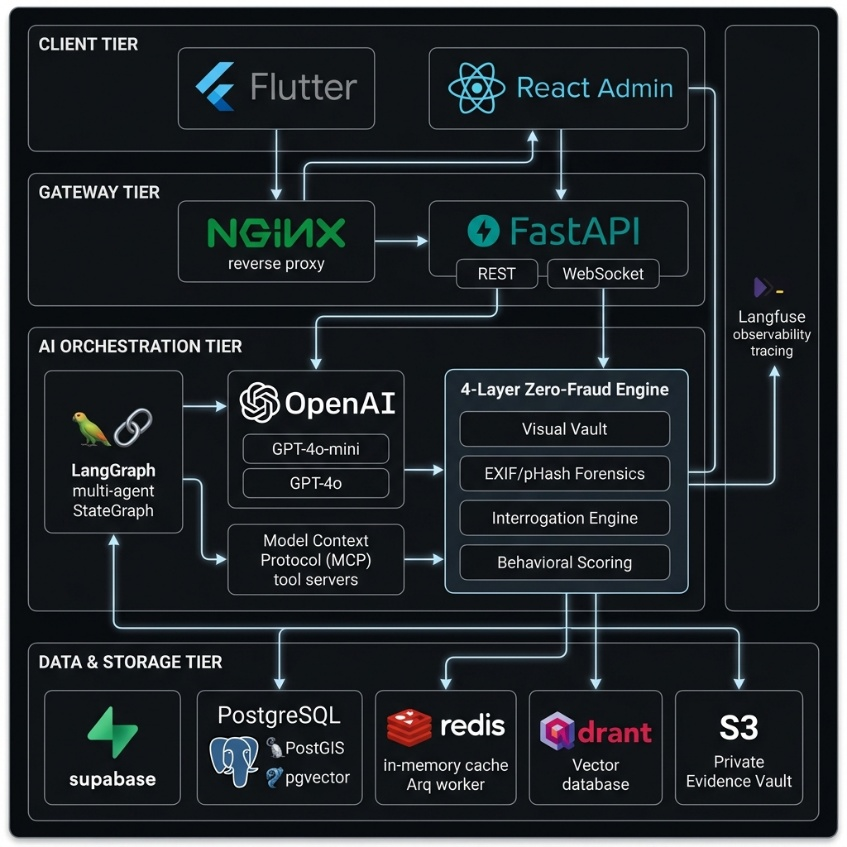 CLIENT TIER
Flutter
React Admin
GATEWAY TIER
NGINX
reverse proxy
FastAPI
REST
WebSocket
Langfuse
observability
tracing
AI ORCHESTRATION TIER
LangGraph
multi-agent
StateGraph
OpenAI
GPT-4o-mini
GPT-4o
Model Context
Protocol (MCP)
tool servers
4-Layer Zero-Fraud Engine
Visual Vault
EXIF/pHash Forensics
Interrogation Engine
Behavioral Scoring
DATA & STORAGE TIER
supabase
PostgreSQL
PostGIS
pgvector
redis
in-memory cache
Arq worker
Qdrant
Vector
database
S3
Private
Evidence Vault